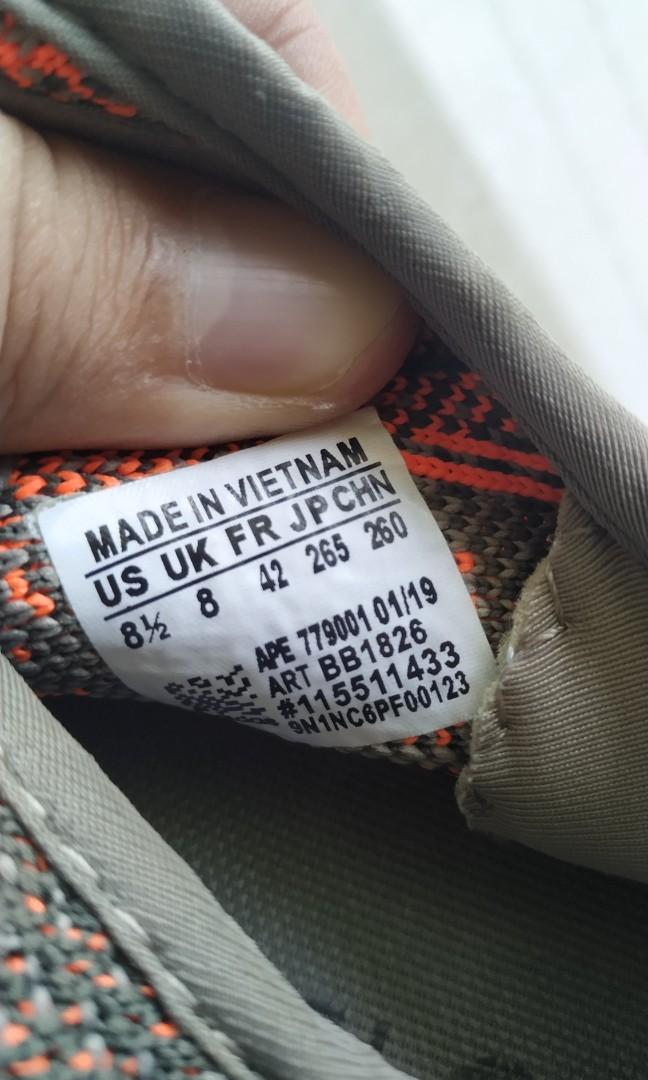 MADE IN VIETNAM
US UK FR JP CHN
8½ 8 42 265 260
APE 779001 01/19
ART BB1826
#115511433
9N1NC6PF00123